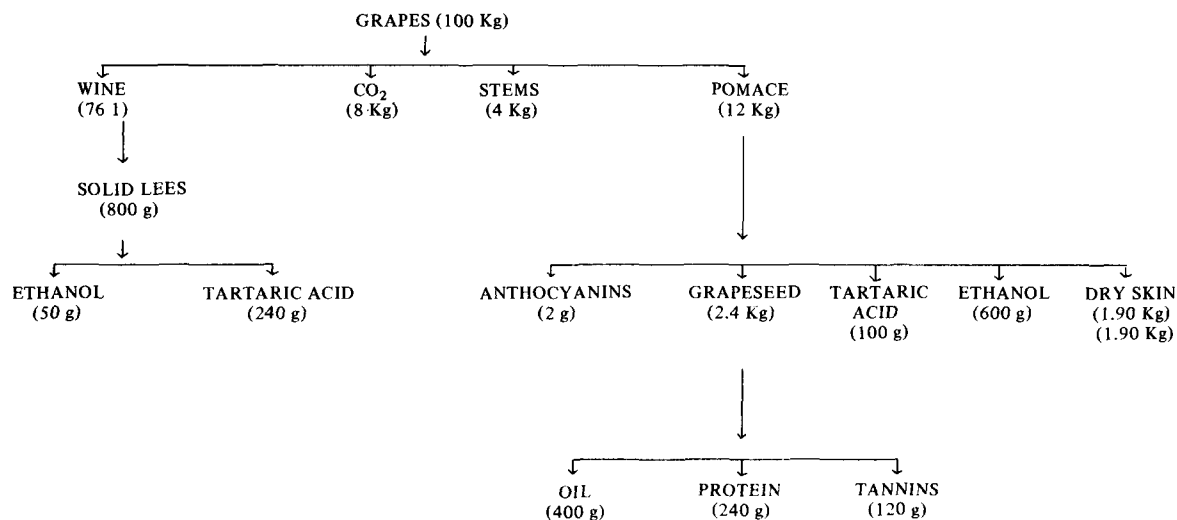 GRAPES (100 Kg)
WINE
(76 1)
CO₂
(8 Kg)
STEMS
(4 Kg)
POMACE
(12 Kg)
SOLID LEES
(800 g)
ETHANOL
(50 g)
TARTARIC ACID
(240 g)
ANTHOCYANINS
(2 g)
GRAPESEED
(2.4 Kg)
TARTARIC
ACID
(100g)
ETHANOL
(600 g)
DRY SKIN
(1.90 Kg)
(1.90 Kg)
OIL
(400 g)
PROTEIN
(240 g)
TANNINS
(120 g)